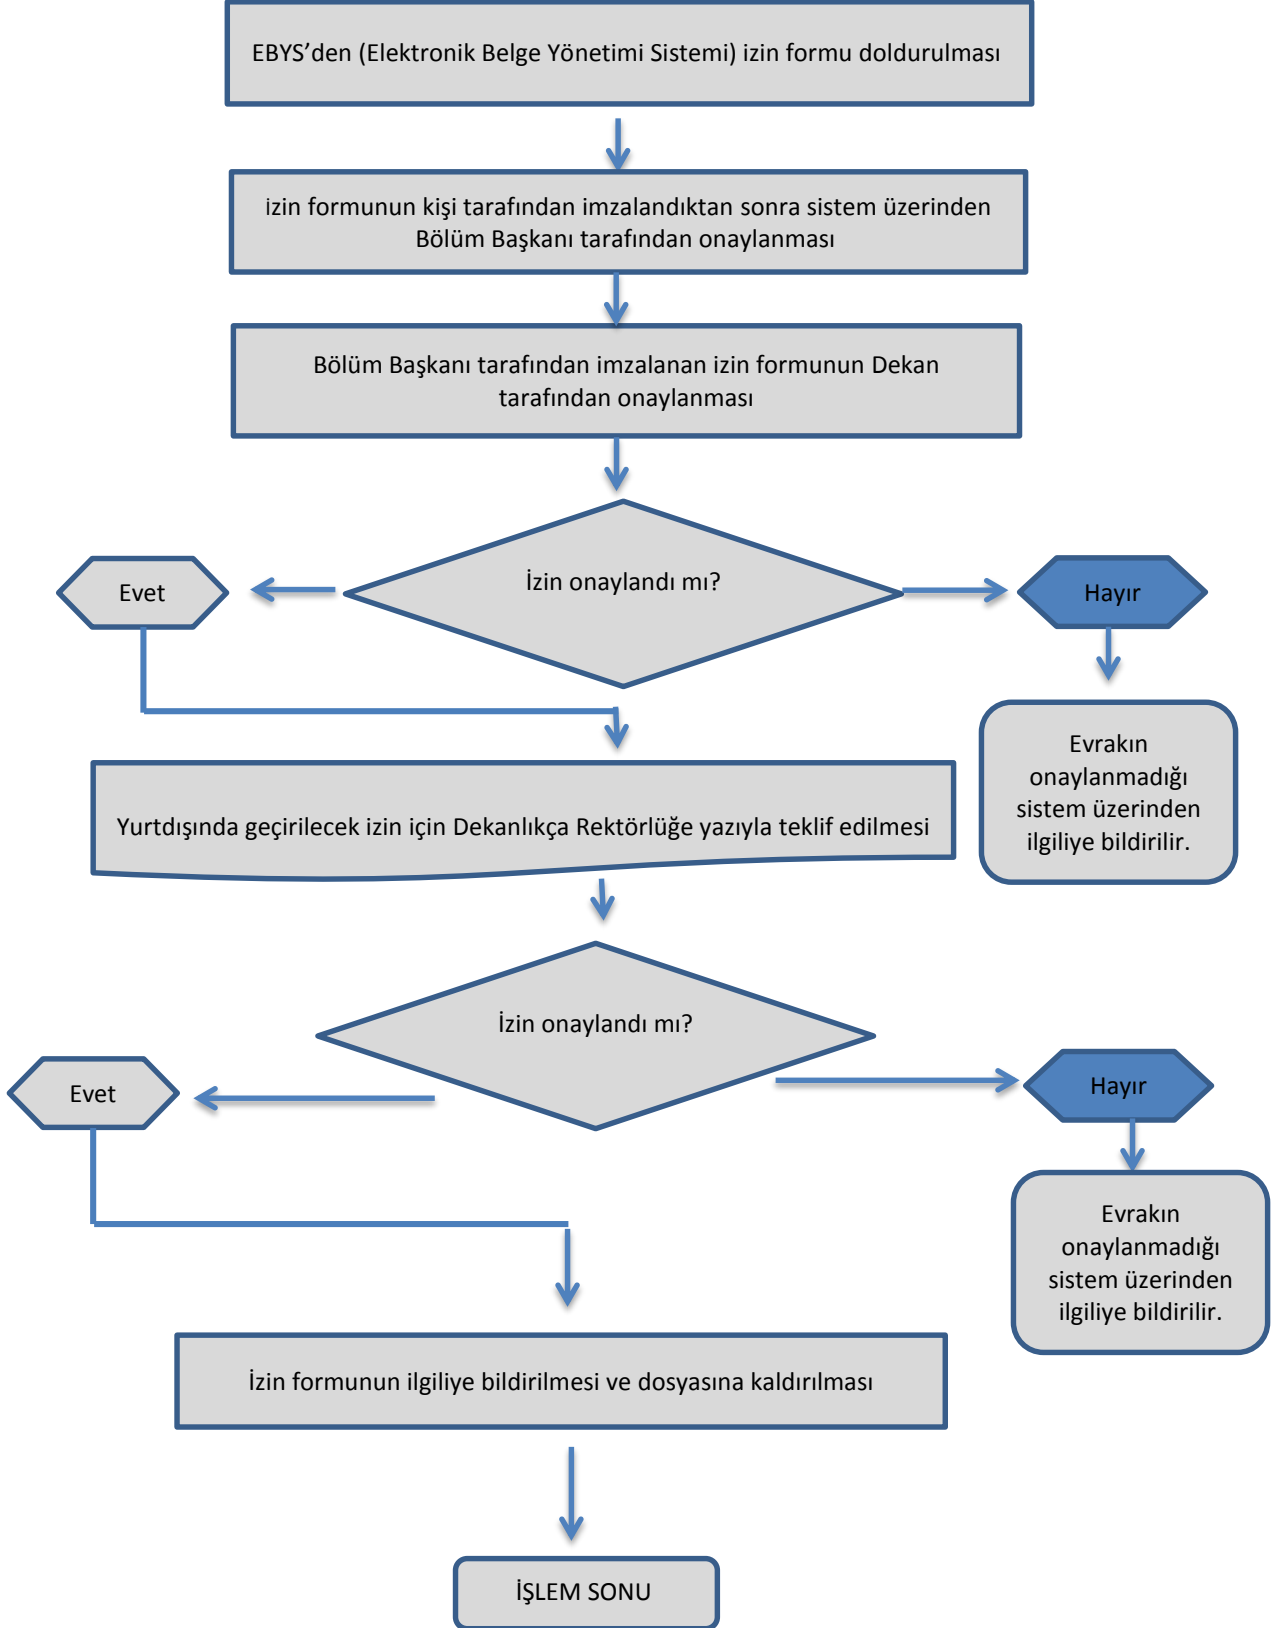 EBYS’den (Elektronik Belge Yönetimi Sistemi) izin formu doldurulması
izin formunun kişi tarafından imzalandıktan sonra sistem üzerinden
Bölüm Başkanı tarafından onaylanması
Bölüm Başkanı tarafından imzalanan izin formunun Dekan
tarafından onaylanması
İzin onaylandı mı?
Evet
Hayır
Evrakın
onaylanmadığı
sistem üzerinden
ilgiliye bildirilir.
Yurtdışında geçirilecek izin için Dekanlıkça Rektörlüğe yazıyla teklif edilmesi
İzin onaylandı mı?
Evet
Hayır
Evrakın
onaylanmadığı
sistem üzerinden
ilgiliye bildirilir.
İzin formunun ilgiliye bildirilmesi ve dosyasına kaldırılması
İŞLEM SONU